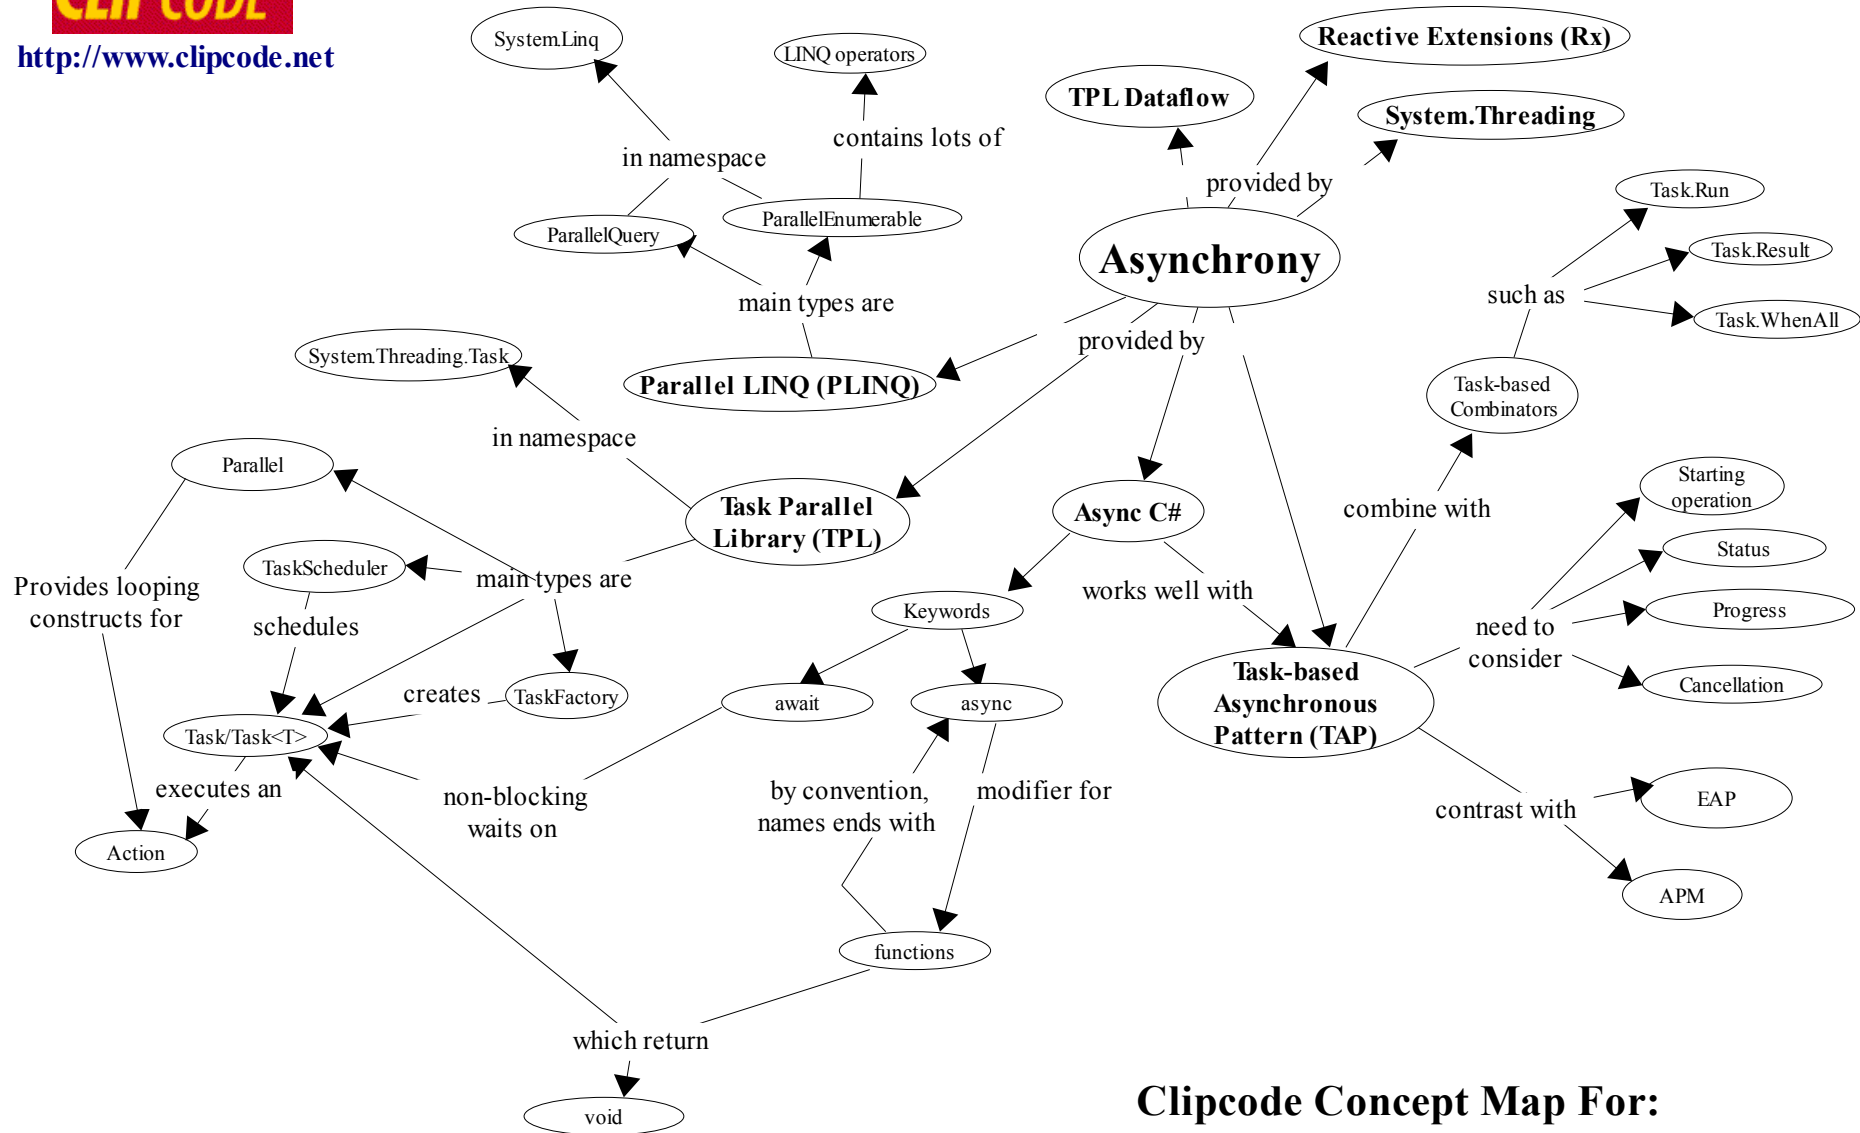 CLIP CODE
http://www.clipcode.net
System.Linq
LINQ operators
Reactive Extensions (Rx)
TPL Dataflow
System.Threading
contains lots of
in namespace
provided by
Task.Run
ParallelEnumerable
ParallelQuery
Asynchrony
Task.Result
main types are
such as
Task.WhenAll
provided by
System.Threading.Task
Parallel LINQ (PLINQ)
Task-based
Combinators
in namespace
Parallel
Starting
operation
Task Parallel
Library (TPL)
Async C#
combine with
Status
TaskScheduler
main types are
Provides looping
constructs for
works well with
Keywords
Progress
schedules
need to
consider
Task-based
Asynchronous
Pattern (TAP)
Cancellation
creates
TaskFactory
await
async
Task/Task<T>
executes an
non-blocking
waits on
by convention,
names ends with
modifier for
contrast with
EAP
Action
APM
functions
which return
void
Clipcode Concept Map For: